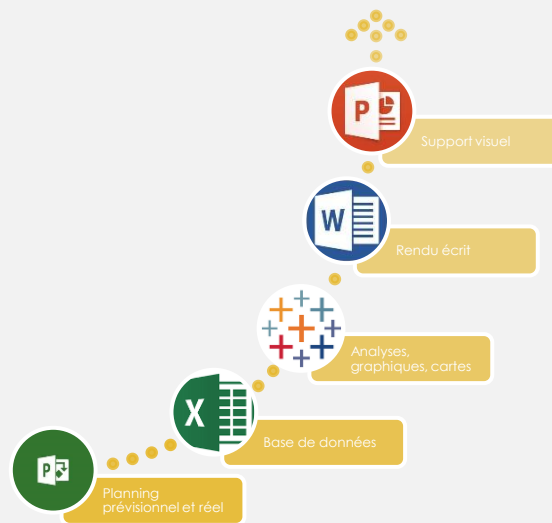 P
Support visuel
W
Rendu écrit
Analyses,
graphiques, cartes
X
Base de données
P
Planning
prévisionnel et réel